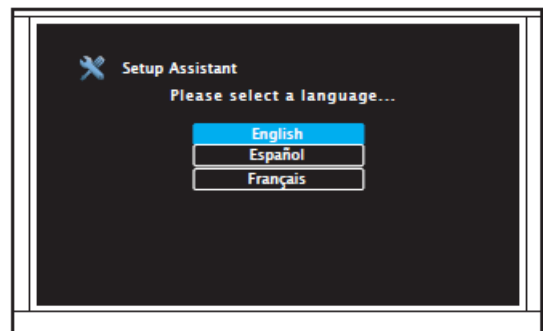 Setup Assistant
Please select a language...
English
Español
Français